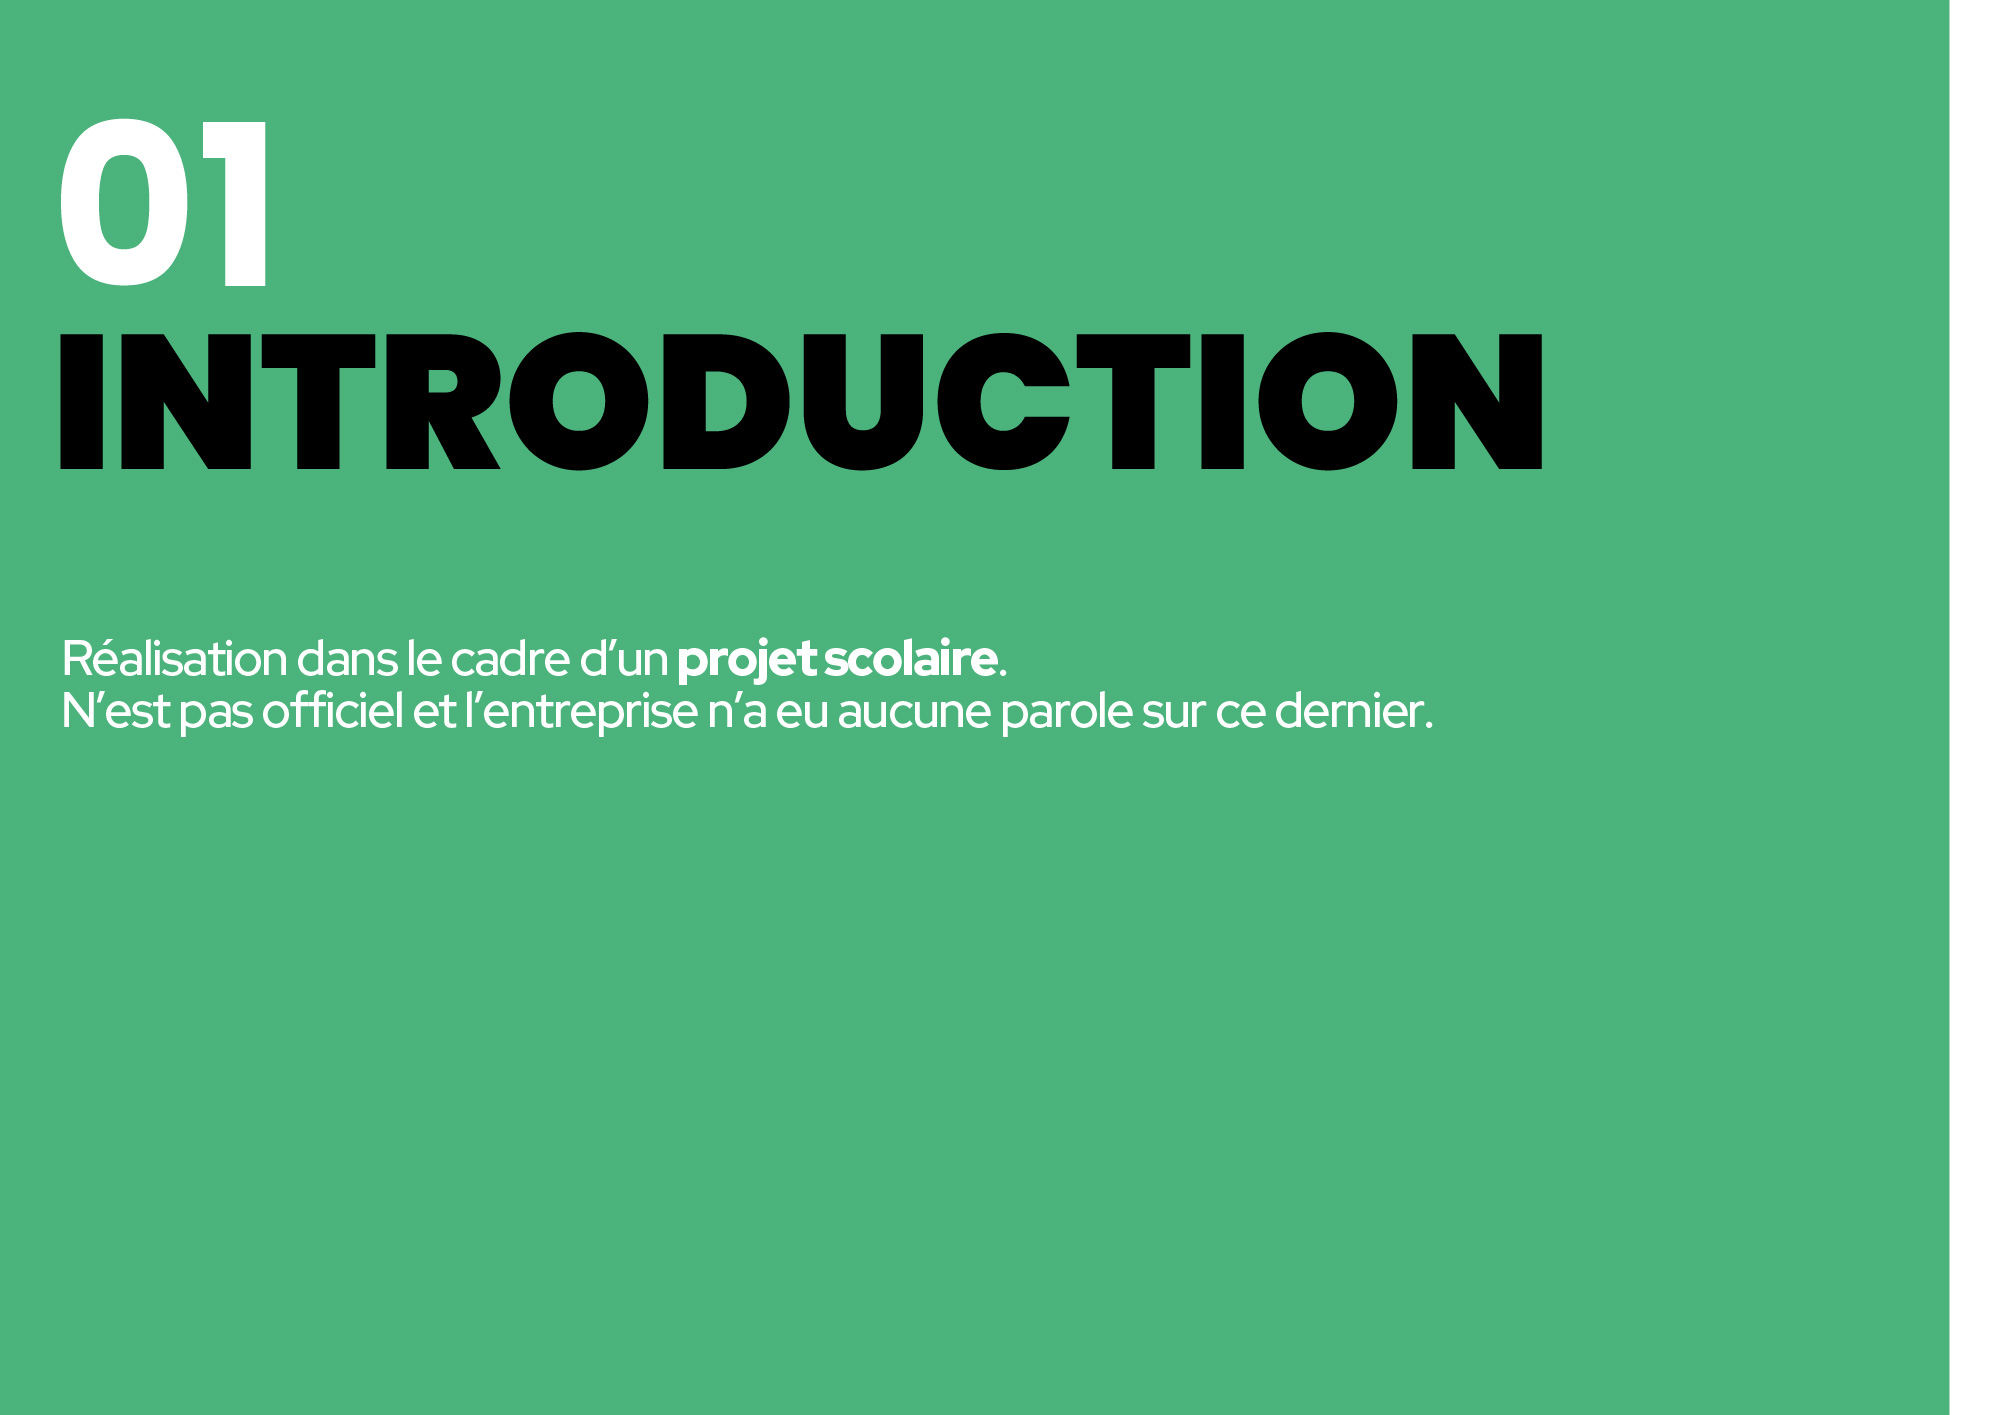 01
INTRODUCTION
Réalisation dans le cadre d’un projet scolaire.
N’est pas officiel et l’entreprise n’a eu aucune parole sur ce dernier.